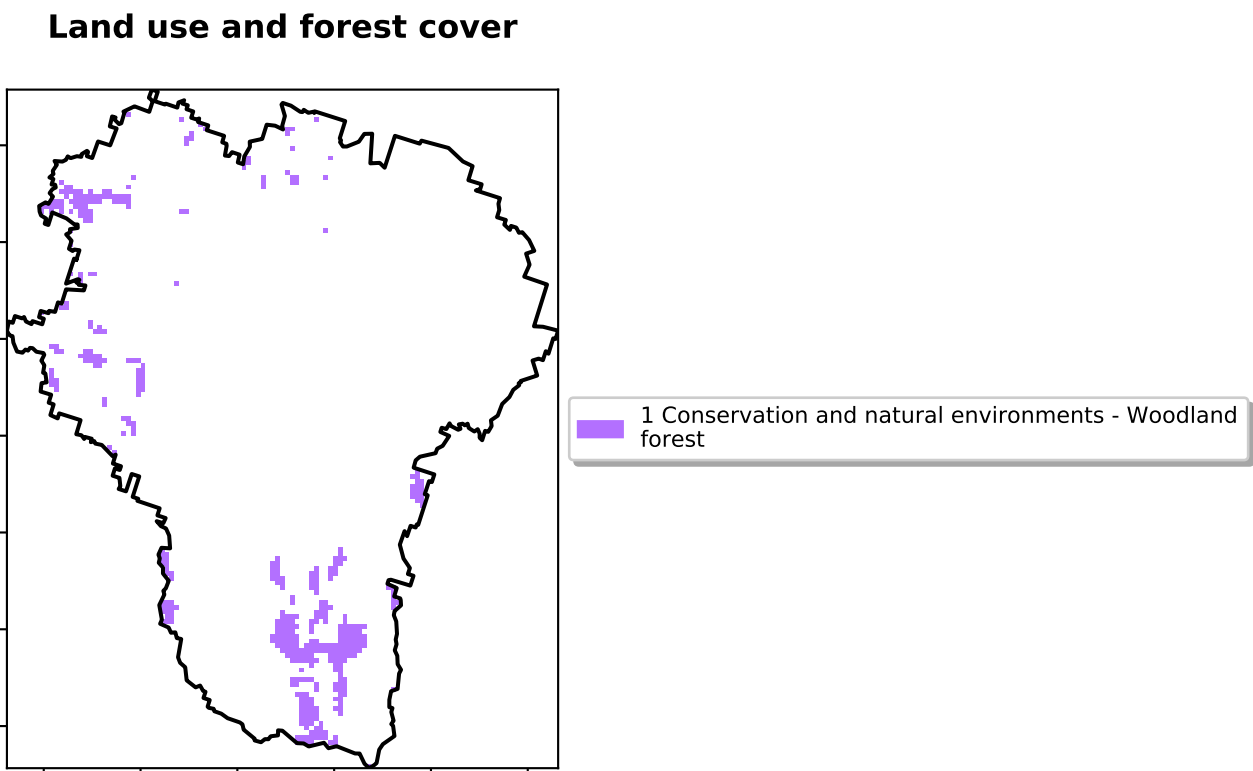 Land use and forest cover
1 Conservation and natural environments - Woodland
forest